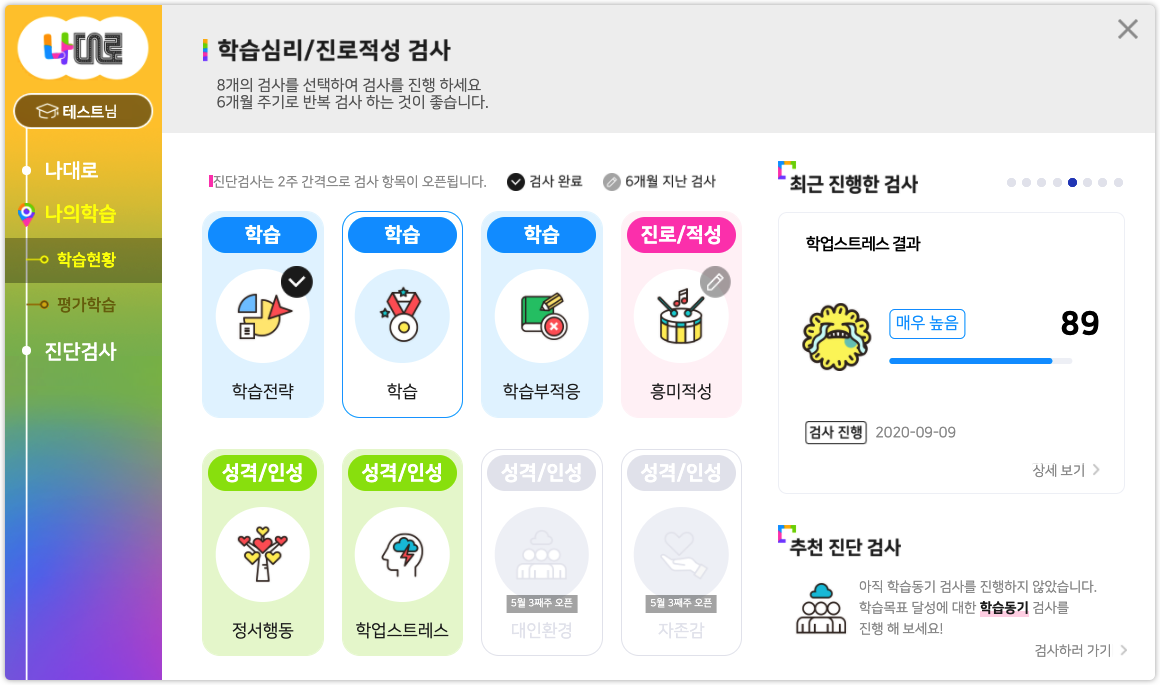 나대로
테스트님
나대로
나의학습
학습현황
평가학습
진단검사
학습심리/진로적성 검사
8개의 검사를 선택하여 검사를 진행 하세요
6개월 주기로 반복 검사 하는 것이 좋습니다.
진단검사는 2주 간격으로 검사 항목이 오픈됩니다.
검사 완료
6개월 지난 검사
학습
학습전략
학습
학습
학습
학습부적응
진로/적성
흥미적성
성격/인성
정서행동
성격/인성
학업스트레스
성격/인성
5월 3째주 오픈
대인환경
성격/인성
5월 3째주 오픈
자존감
최근 진행한 검사
학업스트레스 결과
매우 높음
89
검사 진행 2020-09-09
상세 보기
추천 진단 검사
아직 학습동기 검사를 진행하지 않았습니다.
학습목표 달성에 대한 학습동기 검사를
진행 해 보세요!
검사하러 가기